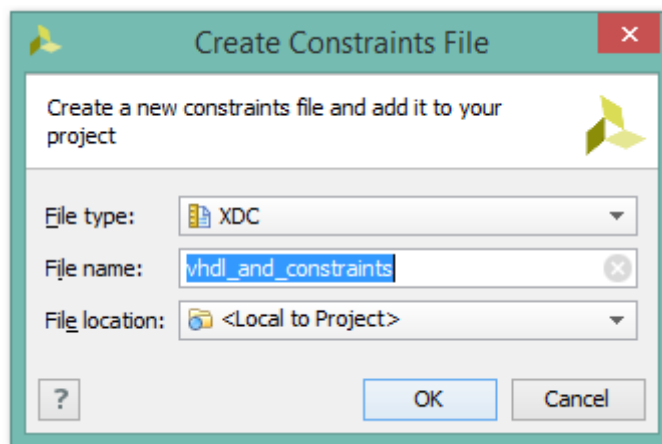 Create Constraints File
Create a new constraints file and add it to your
project
File type: XDC
File name: vhdl_and_constraints
File location: <Local to Project>
? OK Cancel